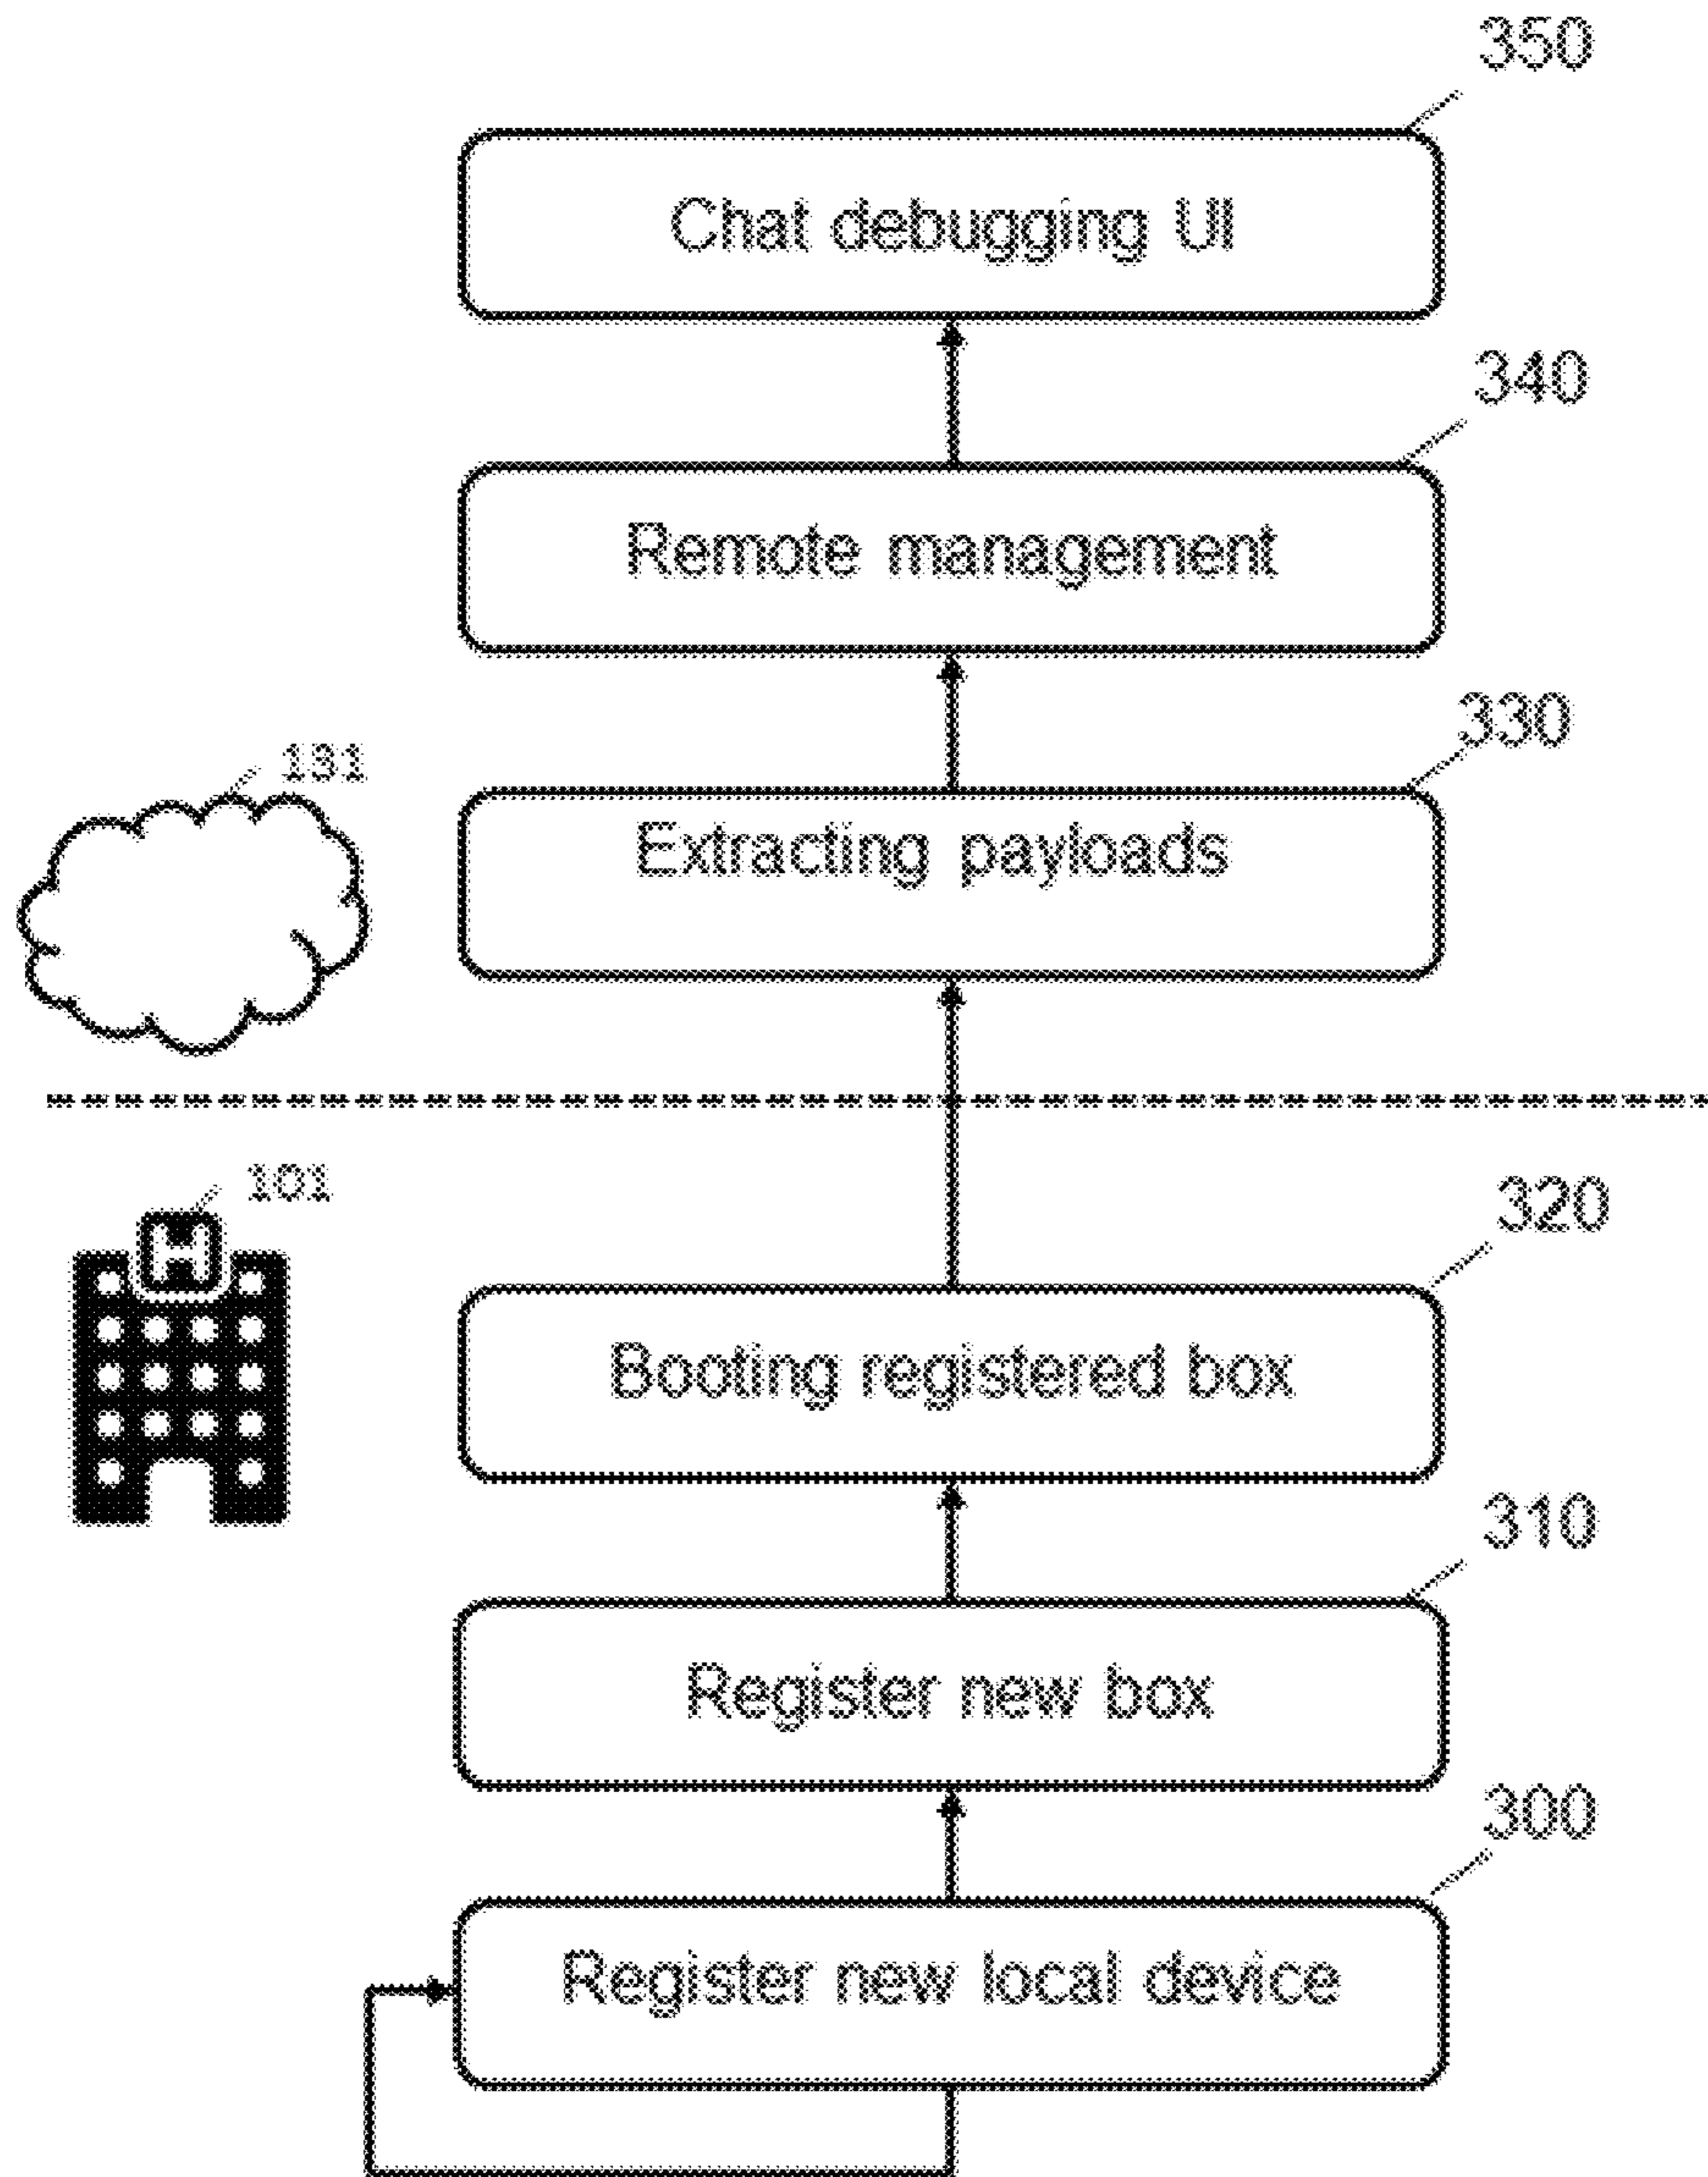 350
Chat debugging UI
340
Remote management
330
131
Extracting payloads
101
320
H
Booting registered box
310
Register new box
300
Register new local device